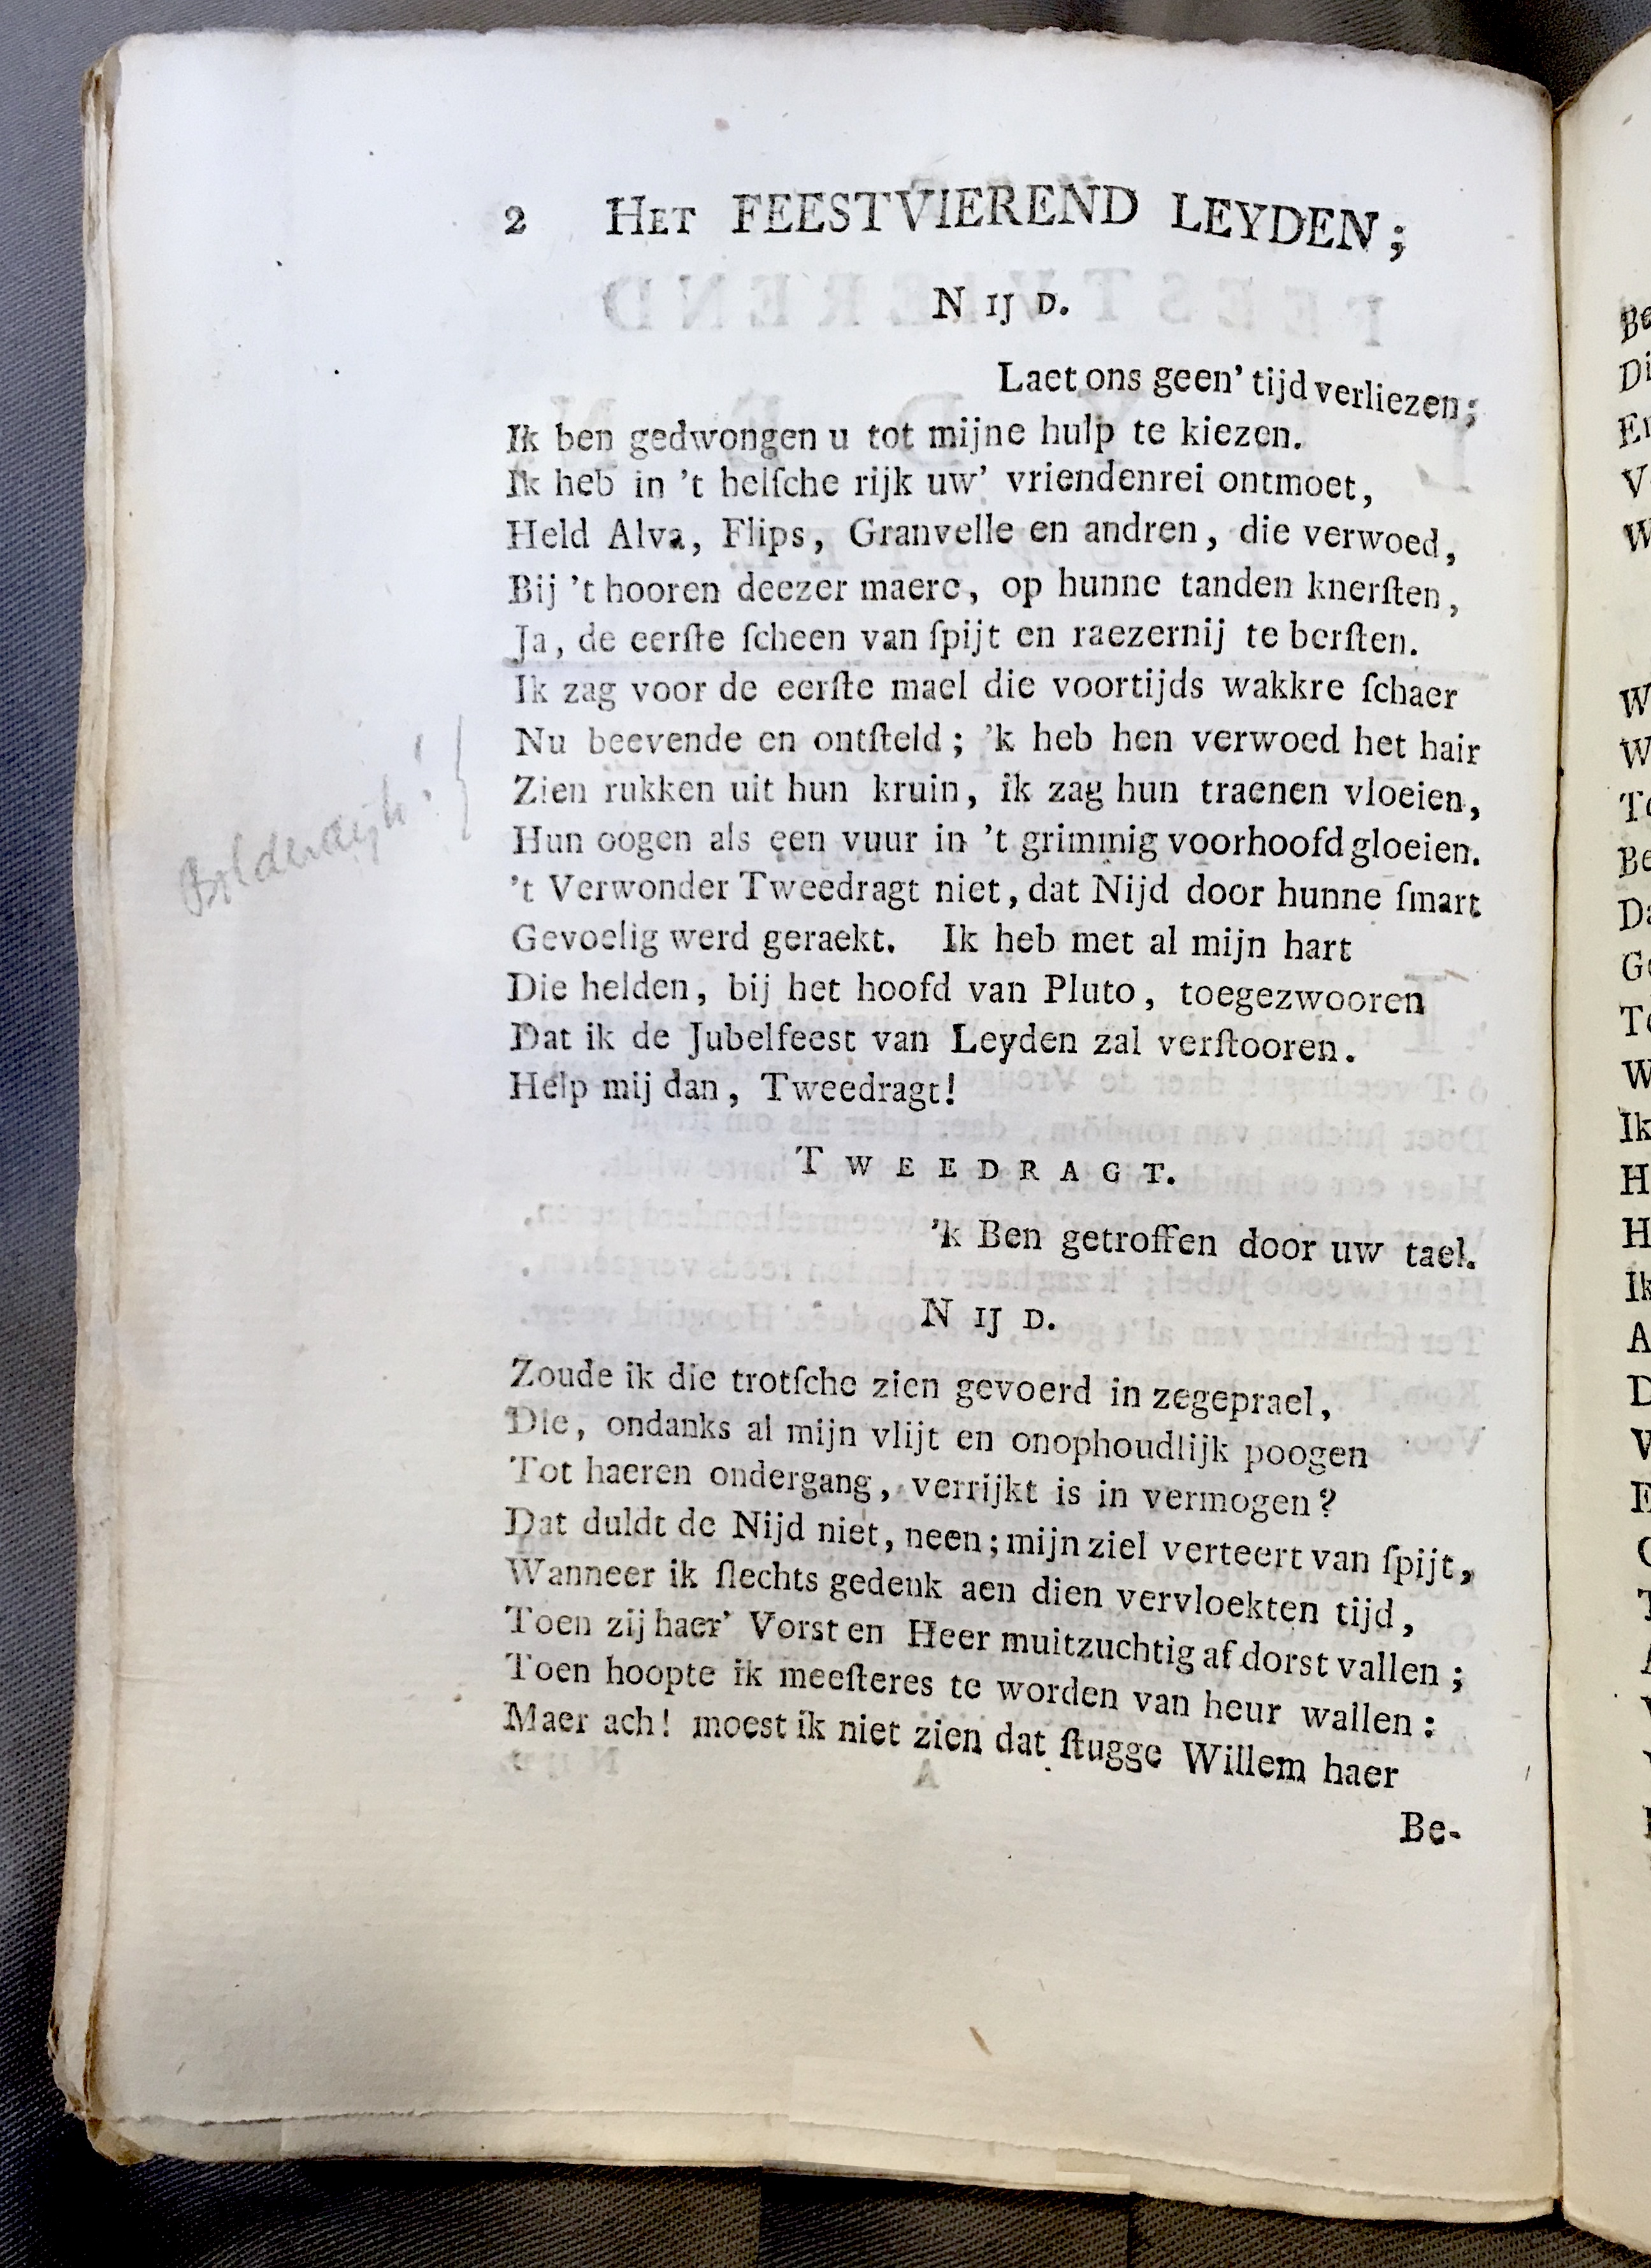 2 HET FEESTVIEREND LEYDEN;
NIJD.
Laet ons geen' tijd verliezen;
Ik ben gedwongen u tot mijne hulp te kiezen.
Ik heb in 't helſche rijk uw' vriendenrei ontmoet,
Held Alva, Flips, Granvelle en andren, die verwoed,
Bij 't hooren deezer maere, op hunne tanden knerſten,
Ja, de eerſte ſcheen van ſpijt en raezernij te berſten.
Ik zag voor de eerſte mael die voortijds wakkre ſchaer
Nu beevende en ontſteld; 'k heb hen verwoed het hair
Zien rukken uit hun kruin, ik zag hun traenen vloeien,
Hun oogen als een vuur in 't grimmig voorhoofd gloeien.
Bilderdijk!
't Verwonder Tweedragt niet, dat Nijd door hunne ſmart
Gevoelig werd geraekt. Ik heb met al mijn hart
Die helden, bij het hoofd van Pluto, toegezwooren
Dat ik de Jubelfeest van Leyden zal verſtooren.
Help mij dan, Tweedragt!
TWEEDRAGT.
'k Ben getroffen door uw tael.
NIJD.
Zoude ik die trotſche zien gevoerd in zegeprael,
Die, ondanks al mijn vlijt en onophoudlijk poogen
Tot haeren ondergang, verrijkt is in vermogen?
Dat duldt de Nijd niet, neen; mijn ziel verteert van ſpijt,
Wanneer ik ſlechts gedenk aen dien vervloekten tijd,
Toen zij haer' Vorst en Heer muitzuchtig af dorst vallen;
Toen hoopte ik meeſteres te worden van heur wallen:
Maer ach! moest ik niet zien dat ſtugge Willem haer
Be-